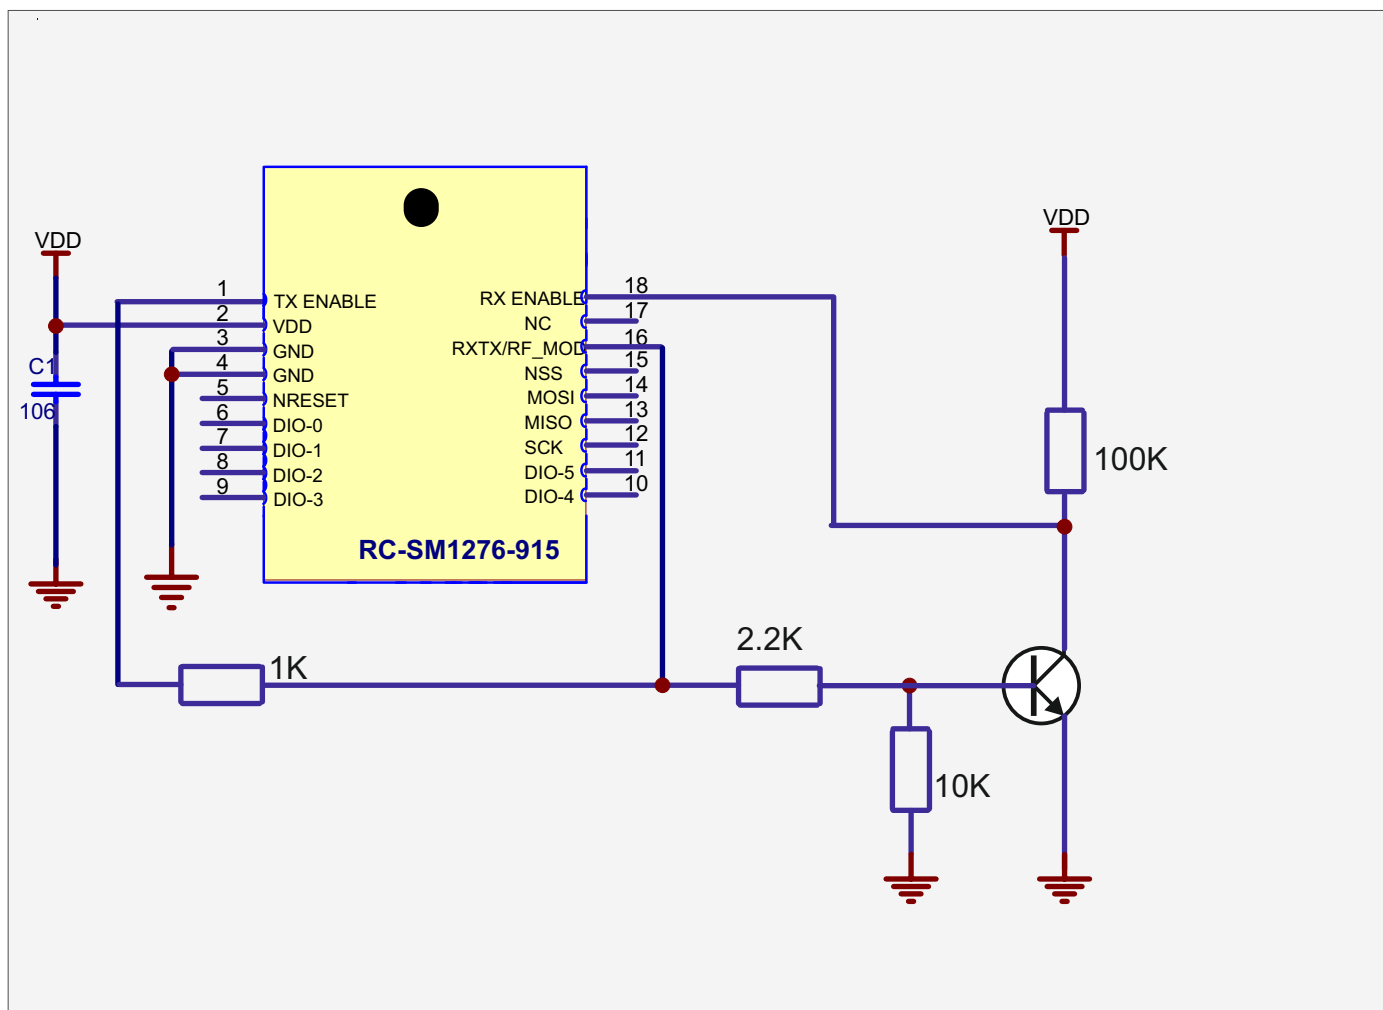 VDD
C1
106
1
2
3
4
5
6
7
8
9
TX ENABLE
VDD
GND
GND
NRESET
DIO-0
DIO-1
DIO-2
DIO-3
RX ENABLE
NC
RXTX/RF_MOD
NSS
MOSI
MISO
SCK
DIO-5
DIO-4
18
17
16
15
14
13
12
11
10
RC-SM1276-915
VDD
100K
1K
2.2K
10K